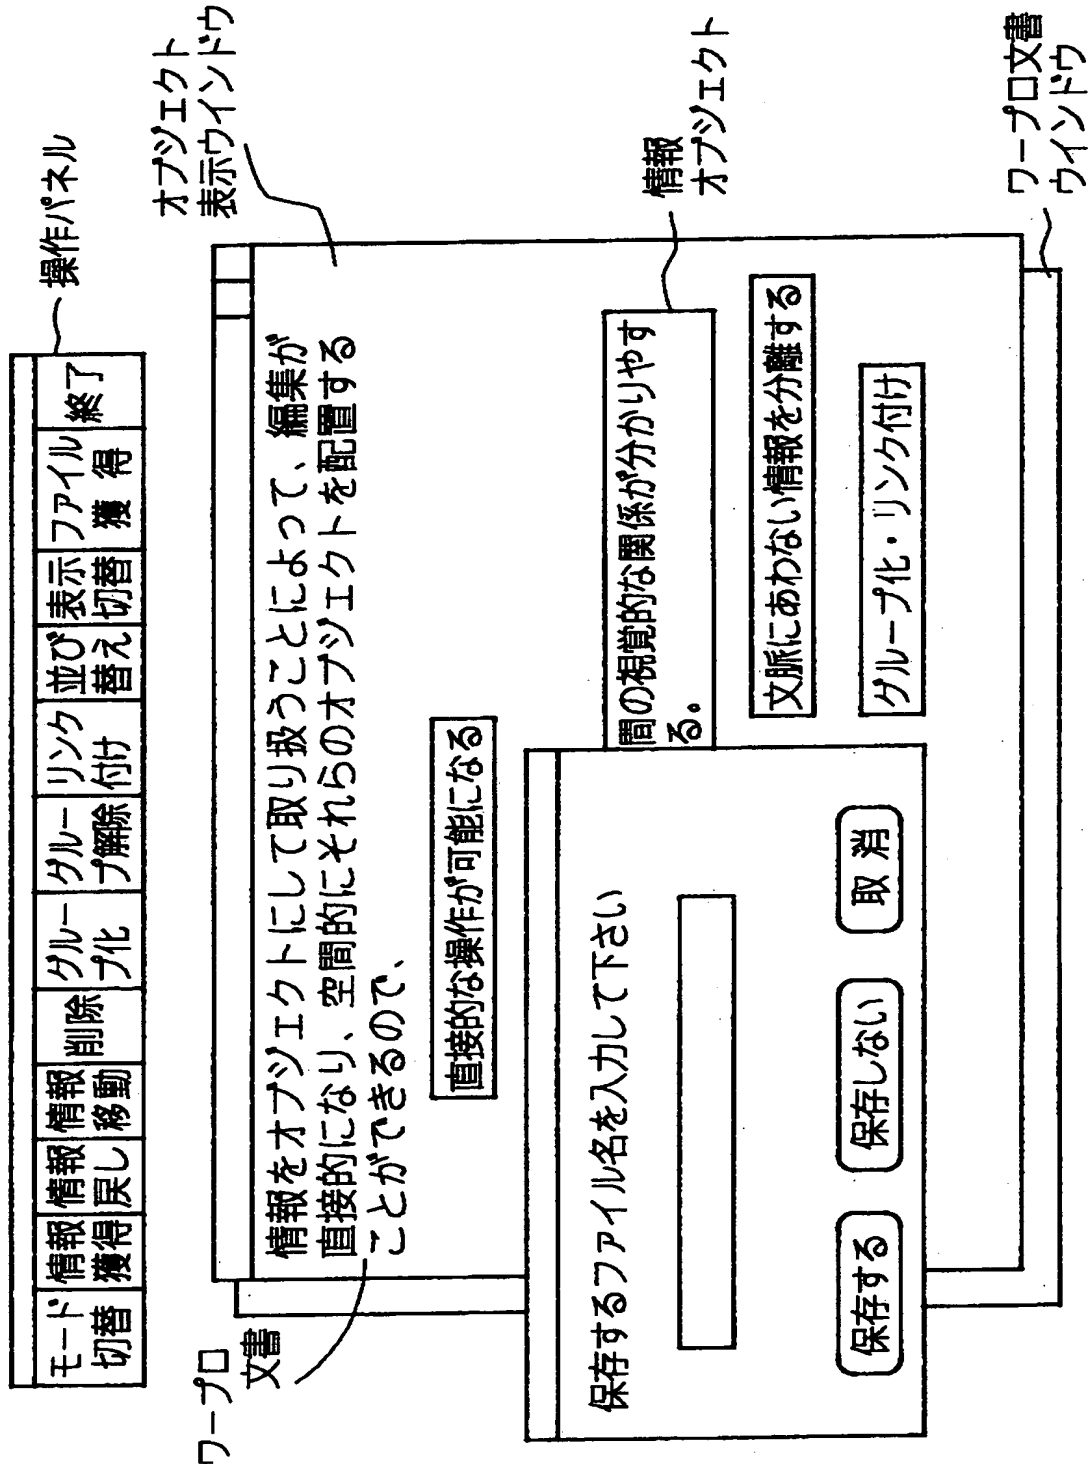 操作パネル
モード
切替
情報
獲得
情報
戻し
情報
移動
削除
グルー
プ化
グルー
プ解除
リンク
付け
並び
替え
表示
切替
ファイル
獲得
終了
オブジェクト
表示ウインドウ
ワープロ
文書
情報をオブジェクトにして取り扱うことによって、編集が
直接的になり、空間的にそれらのオブジェクトを配置する
ことができるので、
直接的な操作が可能になる
情報
オブジェクト
間の視覚的な関係が分かりやす
る。
文脈にあわない情報を分離する
グループ化・リンク付け
保存するファイル名を入力して下さい
保存する
保存しない
取消
ワープロ文書
ウインドウ